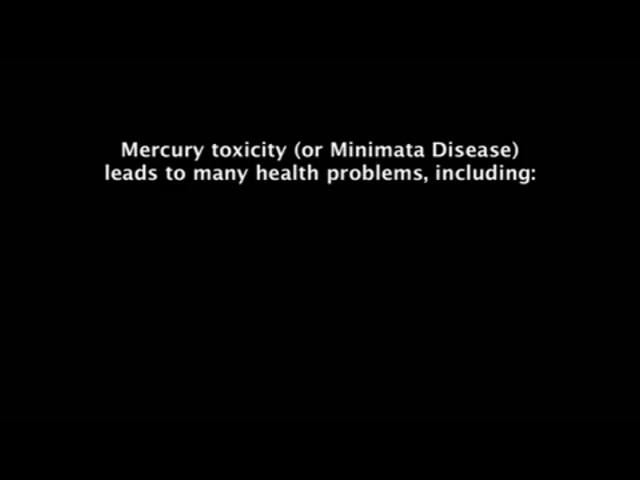 Mercury toxicity (or Minimata Disease)
leads to many health problems, including: